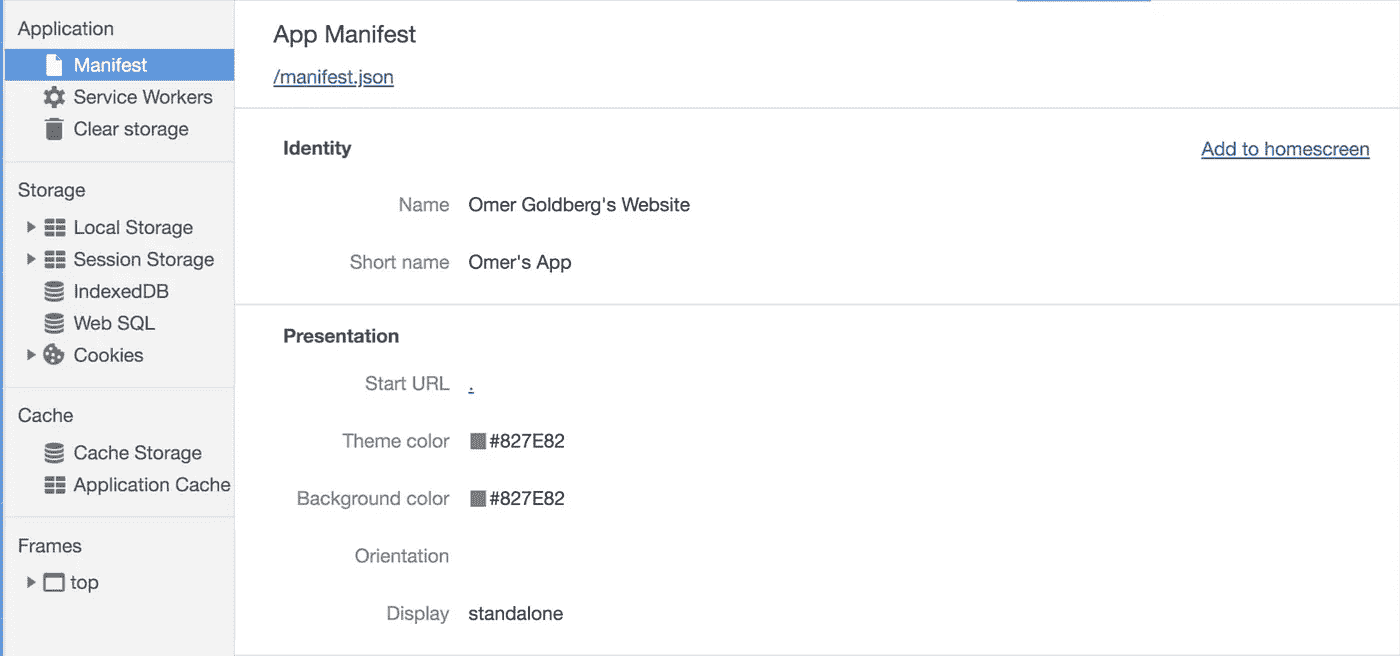 Application
Manifest
Service Workers
Clear storage
Storage
Local Storage
Session Storage
IndexedDB
Web SQL
Cookies
Cache
Cache Storage
Application Cache
Frames
top
App Manifest
/manifest.json
Identity
Add to homescreen
Name Omer Goldberg's Website
Short name Omer's App
Presentation
Start URL .
Theme color #827E82
Background color #827E82
Orientation
Display standalone